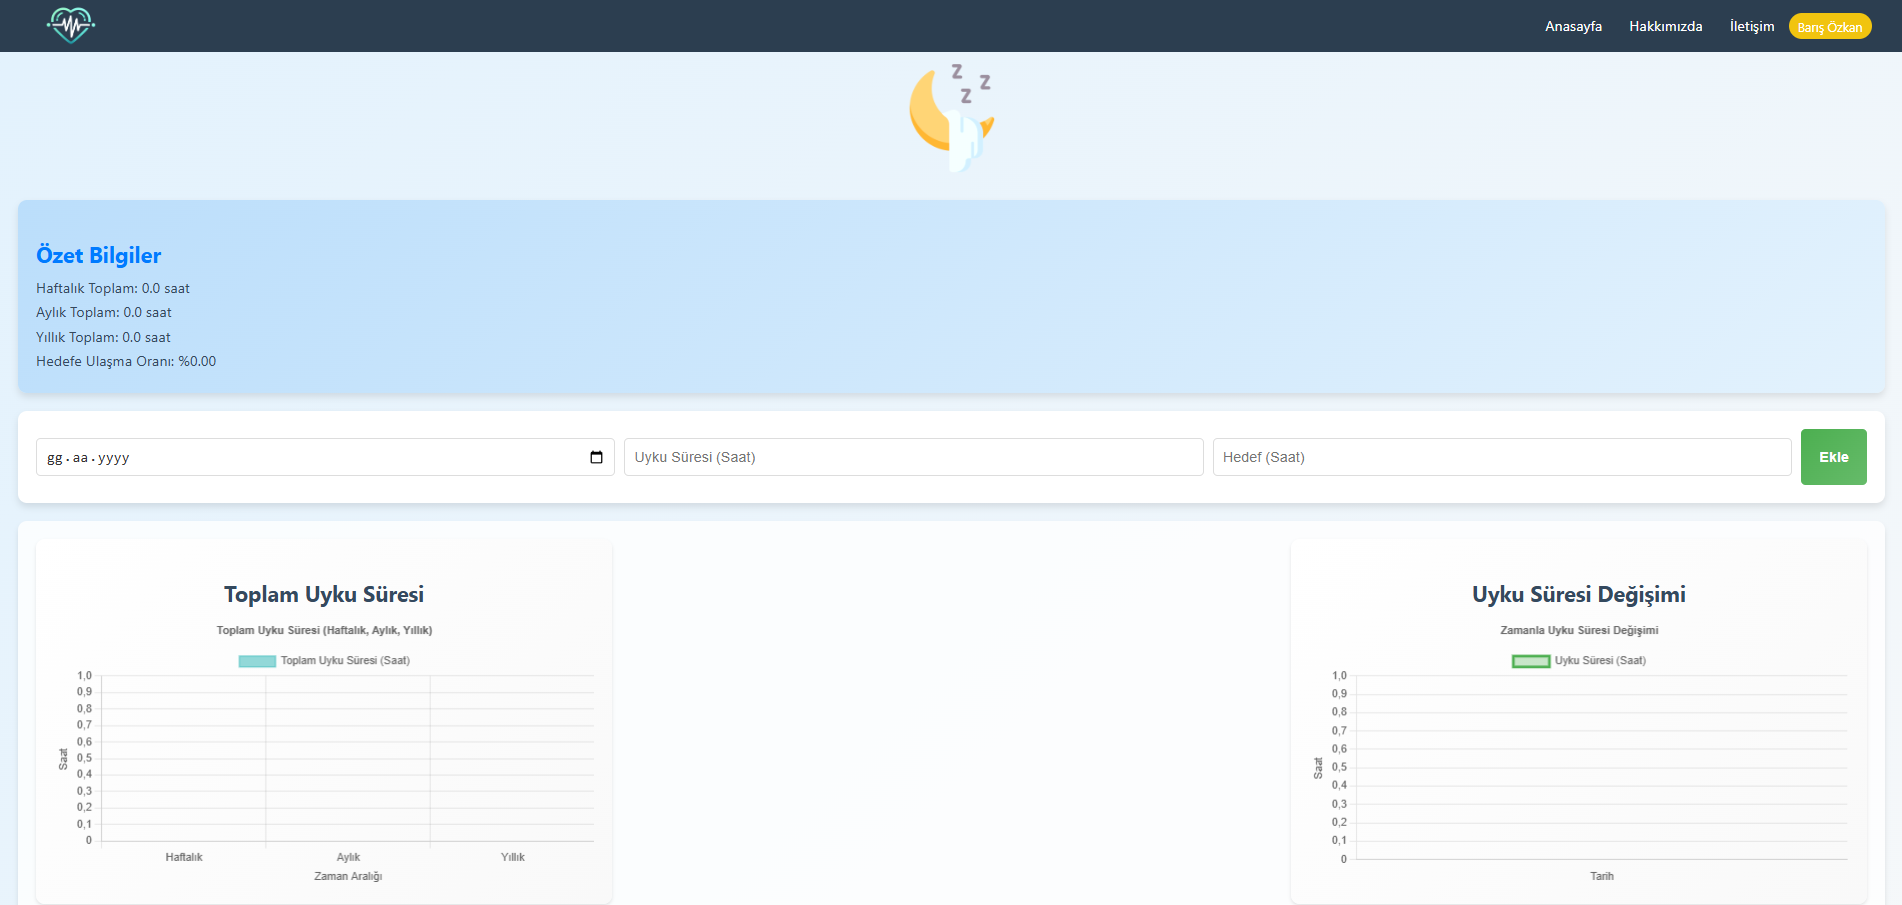 Anasayfa Hakkımızda İletişim Barış Özkan
z z z
Özet Bilgiler
Haftalık Toplam: 0.0 saat
Aylık Toplam: 0.0 saat
Yıllık Toplam: 0.0 saat
Hedefe Ulaşma Oranı: %0.00
gg.aa.yyyy Uyku Süresi (Saat) Hedef (Saat) Ekle
Toplam Uyku Süresi
Toplam Uyku Süresi (Haftalık, Aylık, Yıllık)
Toplam Uyku Süresi (Saat)
1,0
0,9
0,8
0,7
0,6
0,5
0,4
0,3
0,2
0,1
0
Saat
Haftalık Aylık Yıllık
Zaman Aralığı
Uyku Süresi Değişimi
Zamanla Uyku Süresi Değişimi
Uyku Süresi (Saat)
1,0
0,9
0,8
0,7
0,6
0,5
0,4
0,3
0,2
0,1
0
Saat
Tarih